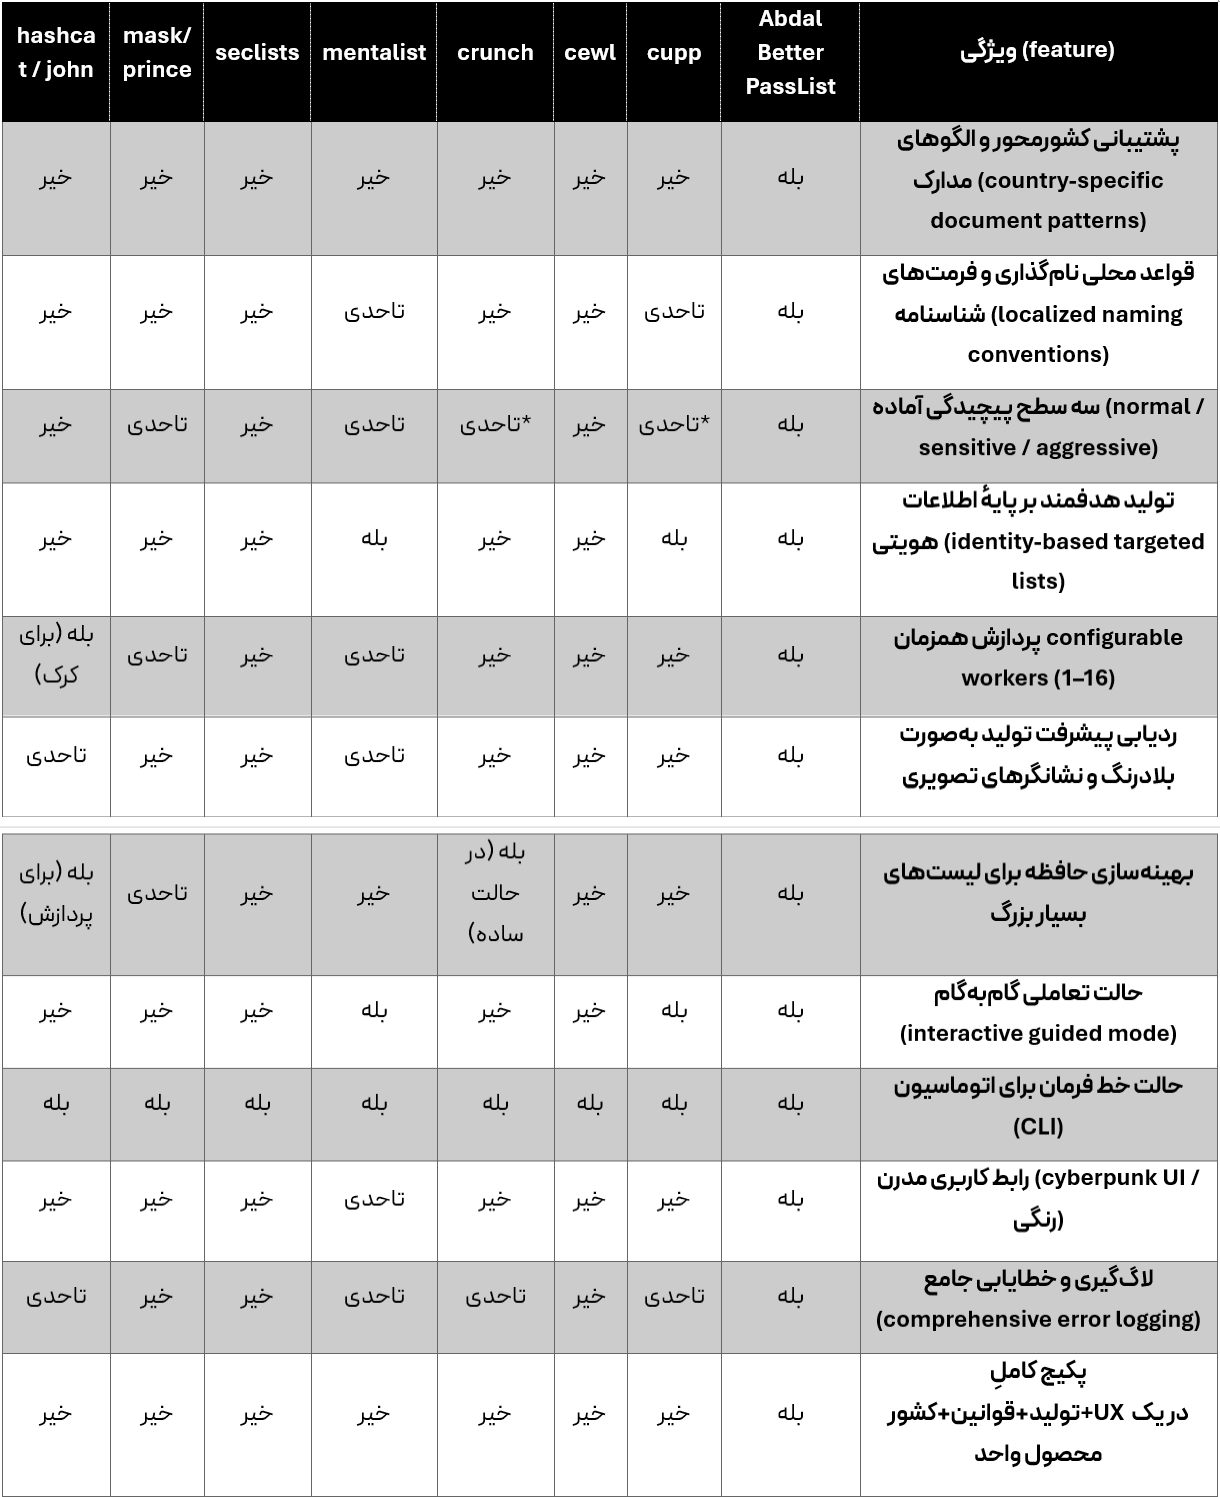 ویژگی (feature)
Abdal
Better
PassList
cupp
cewl
crunch
mentalist
seclists
mask/
prince
hashca
t / john
پشتیبانی کشورمحور و الگوهای
مدارک (country-specific
document patterns)
بله
خیر
خیر
خیر
خیر
خیر
خیر
خیر
قواعد محلی نام‌گذاری و فرمت‌های
شناسنامه (localized naming
conventions)
بله
تاحدی
خیر
خیر
تاحدی
خیر
خیر
خیر
سه سطح پیچیدگی آماده (normal /
sensitive / aggressive)
بله
تاحدی*
خیر
تاحدی*
تاحدی
خیر
تاحدی
خیر
تولید هدفمند بر پایهٔ اطلاعات
هویتی (identity-based targeted
lists)
بله
بله
خیر
خیر
بله
خیر
خیر
خیر
پردازش همزمان configurable
workers (1–16)
بله
خیر
خیر
خیر
تاحدی
خیر
تاحدی
بله (برای
کرک)
ردیابی پیشرفت تولید به‌صورت
بلادرنگ و نشانگرهای تصویری
بله
خیر
خیر
خیر
تاحدی
خیر
خیر
تاحدی
بهینه‌سازی حافظه برای لیست‌های
بسیار بزرگ
بله
خیر
خیر
بله (در
حالت
ساده)
خیر
خیر
تاحدی
بله (برای
پردازش)
حالت تعاملی گام‌به‌گام
(interactive guided mode)
بله
بله
خیر
خیر
بله
خیر
خیر
خیر
حالت خط فرمان برای اتوماسیون
(CLI)
بله
بله
بله
بله
بله
بله
بله
بله
رابط کاربری مدرن (cyberpunk UI /
رنگی)
بله
خیر
خیر
خیر
تاحدی
خیر
خیر
خیر
لاگ‌گیری و خطایابی جامع
(comprehensive error logging)
بله
تاحدی
خیر
تاحدی
تاحدی
خیر
خیر
تاحدی
پکیج کاملِ
کشور+قوانین+تولید+UX در یک
محصول واحد
بله
خیر
خیر
خیر
خیر
خیر
خیر
خیر